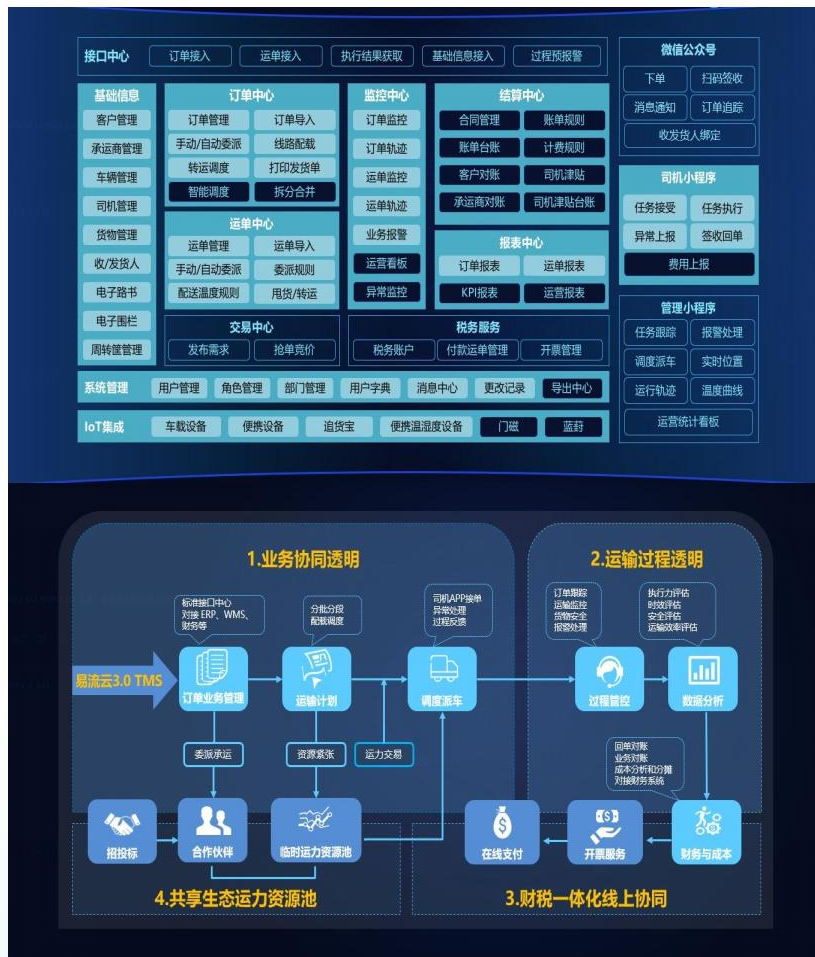 接口中心
订单接入
运单接入
执行结果获取
基础信息接入
过程预报警
基础信息
客户管理
承运商管理
车辆管理
司机管理
货物管理
收/发货人
电子路书
电子围栏
周转筐管理
订单中心
订单管理
订单导入
手动/自动委派
线路配载
转运调度
打印发货单
智能调度
拆分合并
运单中心
运单管理
运单导入
手动/自动委派
委派规则
配送温度规则
甩货/转运
监控中心
订单监控
订单轨迹
运单监控
运单轨迹
业务报警
运营看板
异常监控
结算中心
合同管理
账单规则
账单台账
计费规则
客户对账
司机津贴
承运商对账
司机津贴台账
报表中心
订单报表
运单报表
KPI报表
运营报表
交易中心
发布需求
抢单竞价
税务服务
税务账户
付款运单管理
开票管理
系统管理
用户管理
角色管理
部门管理
用户字典
消息中心
更改记录
导出中心
IoT集成
车载设备
便携设备
追货宝
便携温湿度设备
门磁
蓝葑
微信公众号
下单
扫码签收
消息通知
订单追踪
收发货人绑定
司机小程序
任务接受
任务执行
异常上报
签收回单
费用上报
管理小程序
任务跟踪
报警处理
调度派车
实时位置
运行轨迹
温度曲线
运营统计看板
1.业务协同透明
2.运输过程透明
标准接口中心
对接 ERP、WMS、
财务等
分批分段
配载调度
司机APP接单
异常处理
过程反馈
订单跟踪
运输监控
货物安全
报警处理
执行力评估
时效评估
安全评估
运输效率评估
易流云3.0 TMS
订单业务管理
运输计划
调度派车
过程管控
数据分析
委派承运
资源紧张
运力交易
回单对账
业务对账
成本分析和分摊
对接财务系统
招投标
合作伙伴
临时运力资源池
在线支付
开票服务
财务与成本
4.共享生态运力资源池
3.财税一体化线上协同